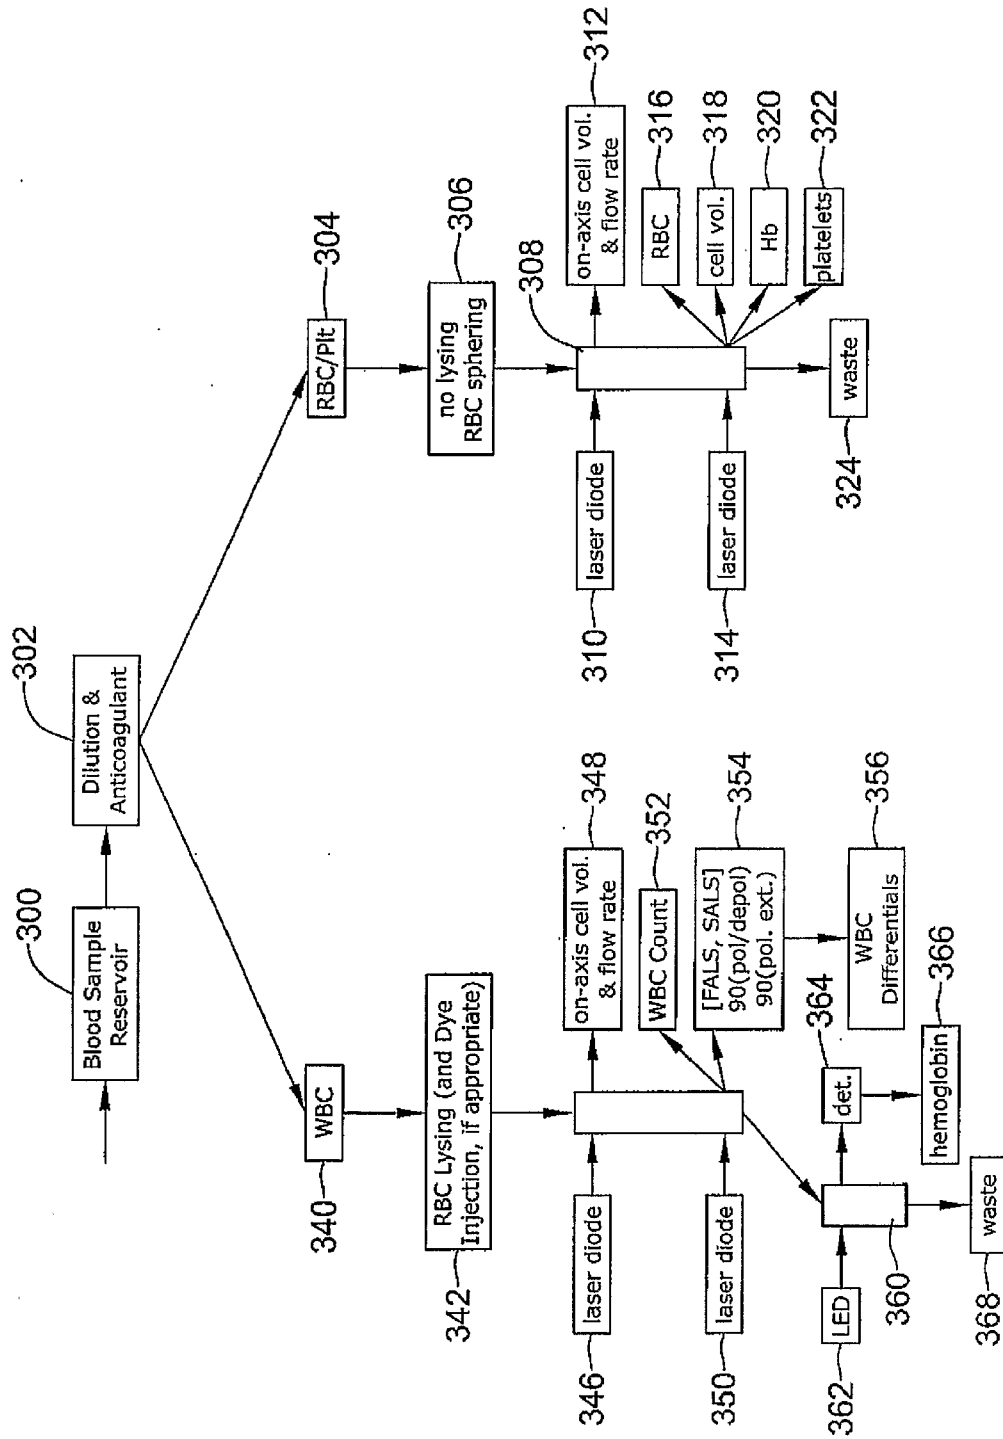 300
Blood Sample
Reservoir
302
Dilution &
Anticoagulant
340
WBC
342
RBC Lysing (and Dye
Injection, if appropriate)
346
laser diode
on-axis cell vol.
& flow rate
348
350
laser diode
WBC Count
352
[FALS, SALS]
90(pol/depol)
90(pol. ext.)
354
WBC
Differentials
356
362
LED
360
det.
364
hemoglobin
366
368
waste
RBC/Plt
304
no lysing
RBC sphering
306
308
310
laser diode
on-axis cell vol.
& flow rate
312
314
laser diode
RBC
316
cell vol.
318
Hb
320
platelets
322
324
waste